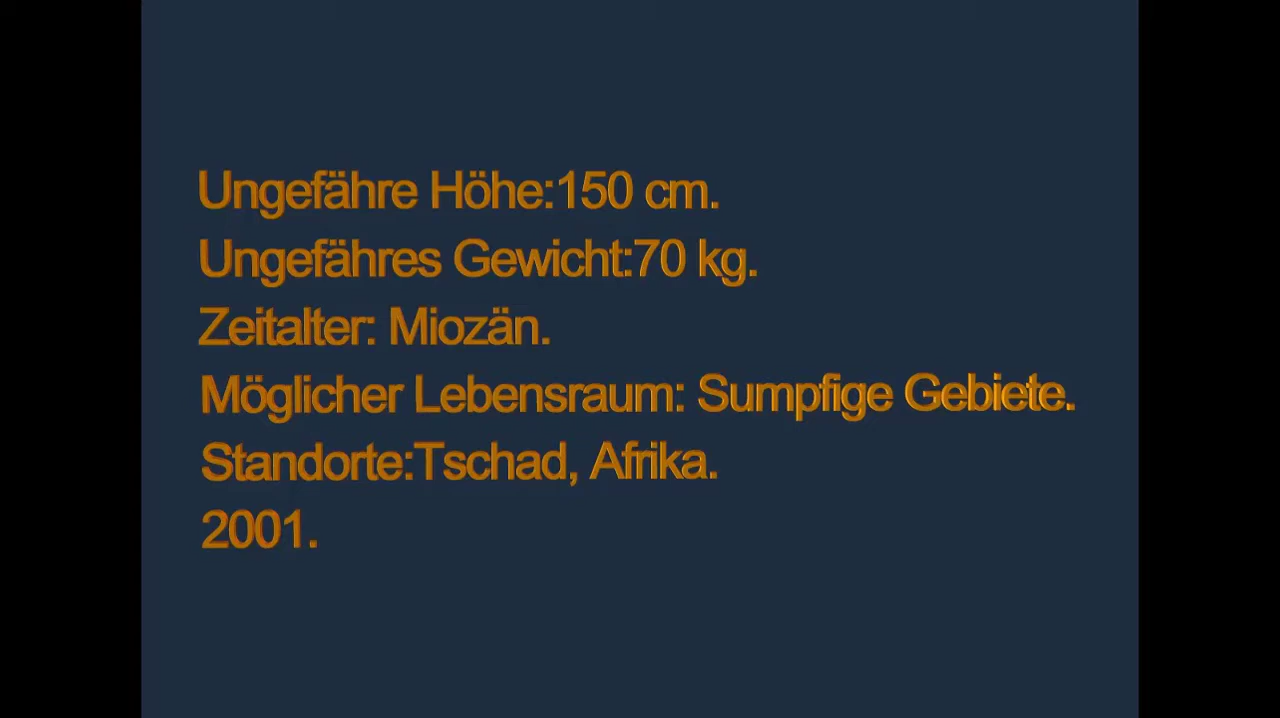 Ungefähre Höhe:150 cm.
Ungefähres Gewicht:70 kg.
Zeitalter: Miozän.
Möglicher Lebensraum: Sumpfige Gebiete.
Standorte:Tschad, Afrika.
2001.